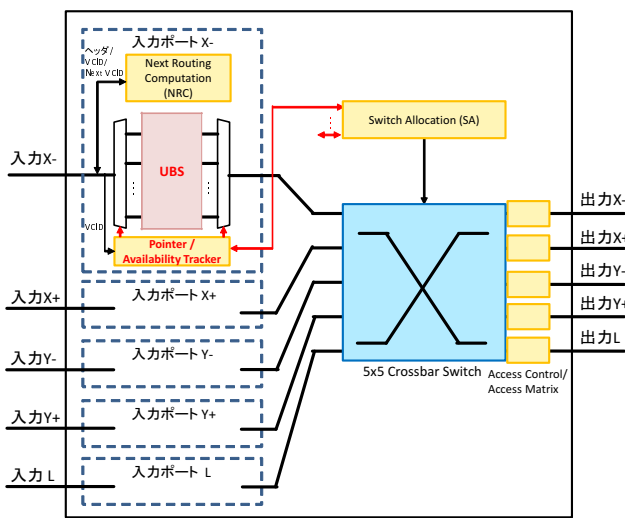 入力ポート X-
ヘッダ/
VCID/
Next VCID
Next Routing
Computation
(NRC)
Switch Allocation (SA)
UBS
入力X-
VCID
Pointer /
Availability Tracker
出力X-
出力X+
出力Y-
出力Y+
出力L
入力X+
入力ポート X+
入力Y-
入力ポート Y-
5x5 Crossbar Switch
Access Control/
Access Matrix
入力Y+
入力ポート Y+
入力 L
入力ポート L